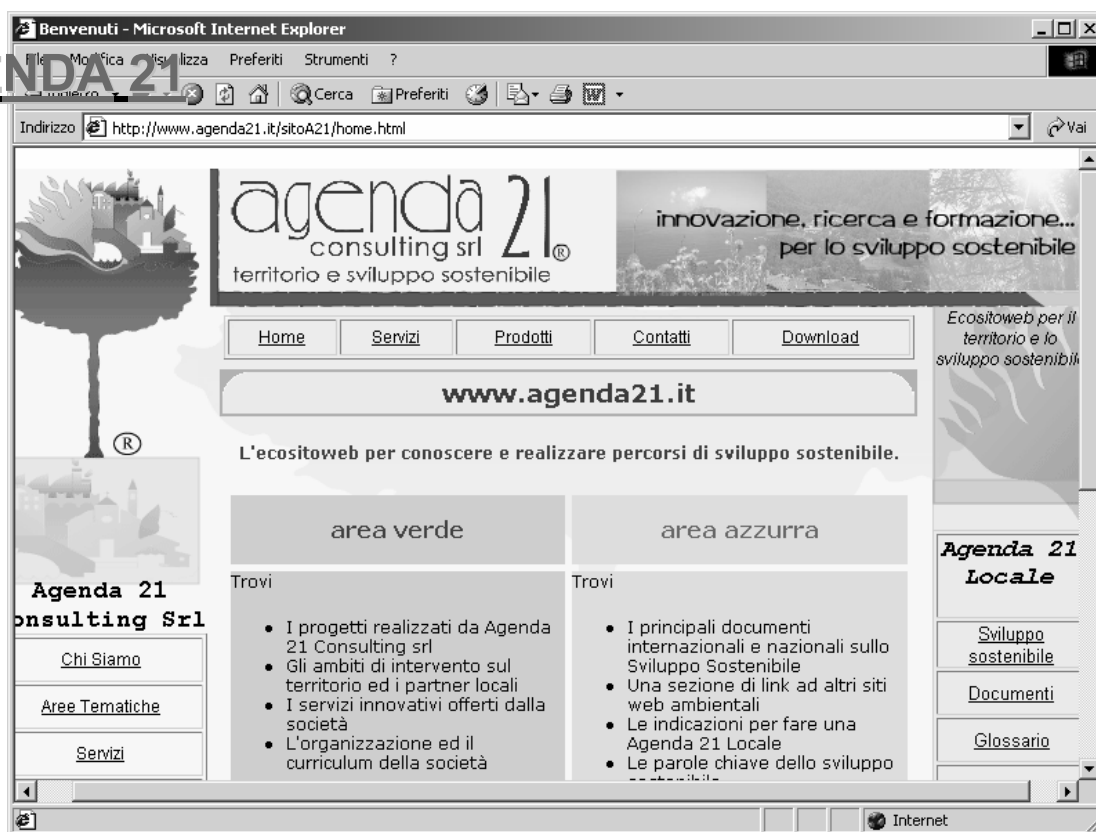 Benvenuti - Microsoft Internet Explorer
File Modifica Visualizza Preferiti Strumenti ?
NDA 21
Cerca Preferiti
Indirizzo http://www.agenda21.it/sitoA21/home.html Vai
agenda 21 ®
consulting srl
territorio e sviluppo sostenibile
innovazione, ricerca e formazione...
per lo sviluppo sostenibile
Home Servizi Prodotti Contatti Download
Ecositoweb per il
territorio e lo
sviluppo sostenibil
www.agenda21.it
®
L'ecositoweb per conoscere e realizzare percorsi di sviluppo sostenibile.
area verde
Trovi
• I progetti realizzati da Agenda
21 Consulting srl
• Gli ambiti di intervento sul
territorio ed i partner locali
• I servizi innovativi offerti dalla
società
• L'organizzazione ed il
curriculum della società
area azzurra
Trovi
• I principali documenti
internazionali e nazionali sullo
Sviluppo Sostenibile
• Una sezione di link ad altri siti
web ambientali
• Le indicazioni per fare una
Agenda 21 Locale
• Le parole chiave dello sviluppo
Agenda 21
onsulting Srl
Chi Siamo
Aree Tematiche
Servizi
Agenda 21
Locale
Sviluppo
sostenibile
Documenti
Glossario
Internet